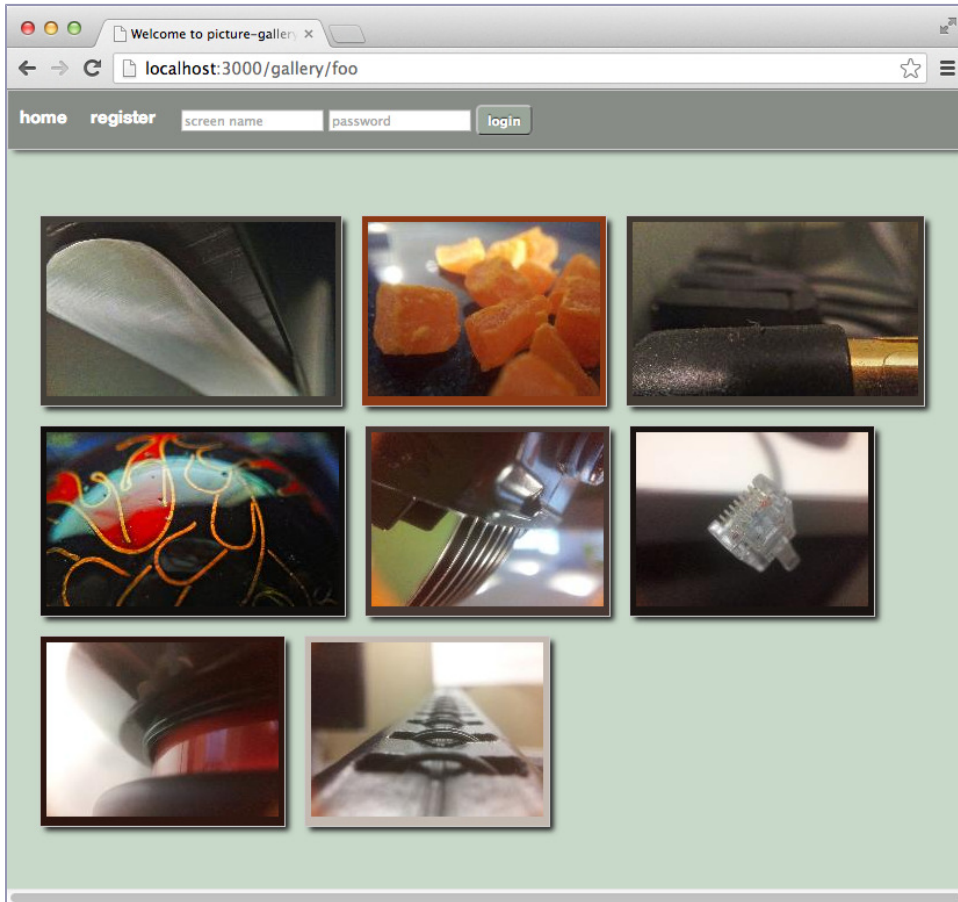 Welcome to picture-galler
localhost:3000/gallery/foo
home register screen name password login